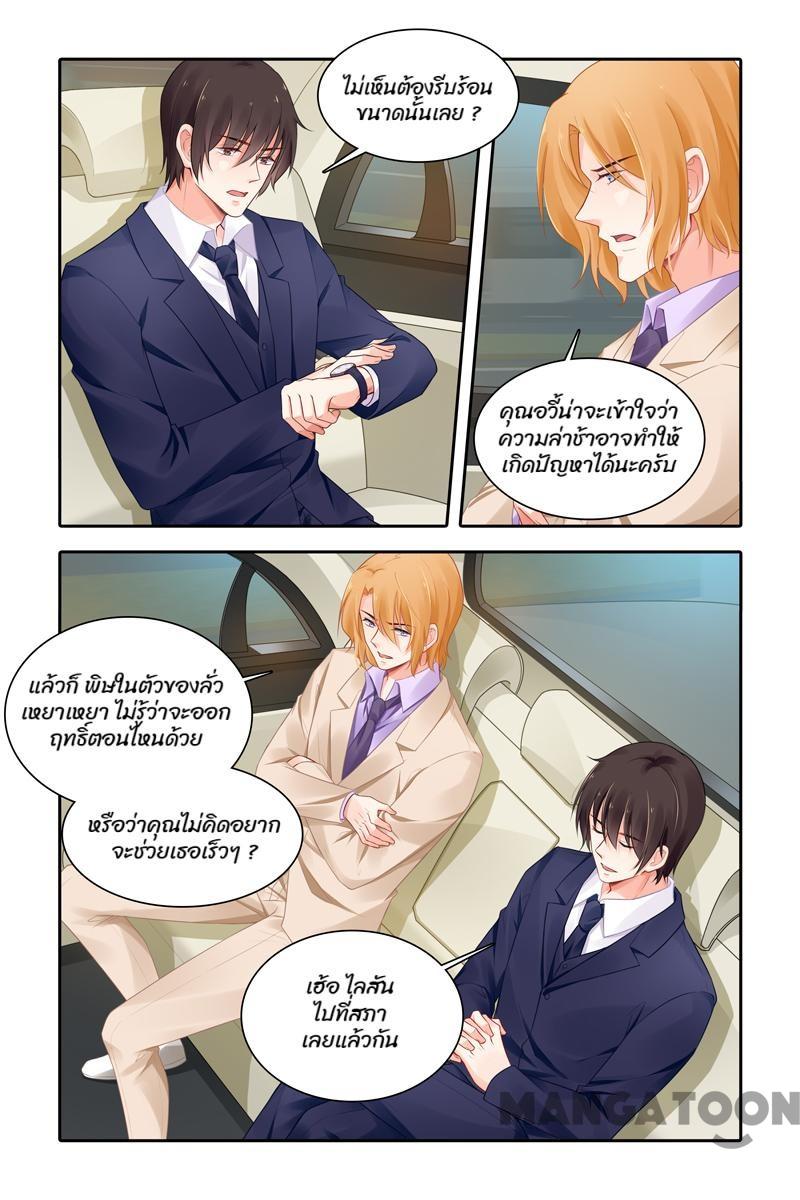 ไม่เห็นต้องรีบร้อน
ขนาดนั้นเลย ?
คุณอวี้น่าจะเข้าใจว่า
ความล่าช้าอาจทำให้
เกิดปัญหาได้นะครับ
แล้วก็ พิษในตัวของลั่ว
เหยาเหยา ไม่รู้ว่าจะออก
ฤทธิ์ตอนไหนด้วย
หรือว่าคุณไม่คิดอยาก
จะช่วยเธอเร็วๆ ?
เฮ้อ ไลสัน
ไปที่สภา
เลยแล้วกัน
MANGATOON